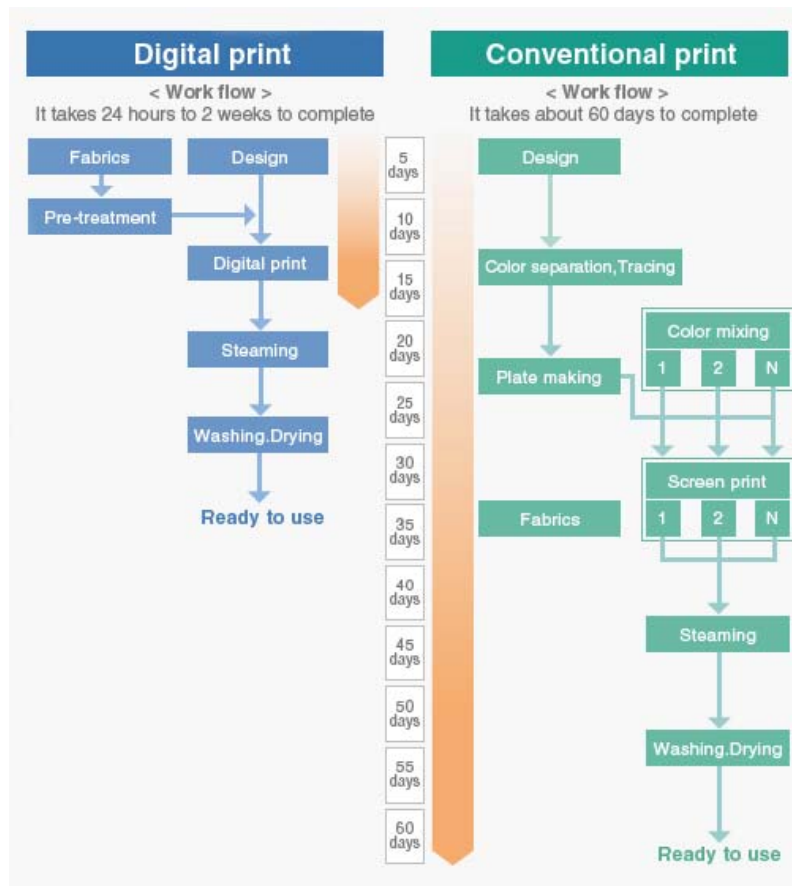 Digital print
< Work flow >
It takes 24 hours to 2 weeks to complete
Fabrics
Design
Pre-treatment
Digital print
Steaming
Washing.Drying
Ready to use
5
days
10
days
15
days
20
days
25
days
30
days
35
days
40
days
45
days
50
days
55
days
60
days
Conventional print
< Work flow >
It takes about 60 days to complete
Design
Color separation,Tracing
Plate making
Color mixing
1 2 N
Screen print
1 2 N
Fabrics
Steaming
Washing.Drying
Ready to use